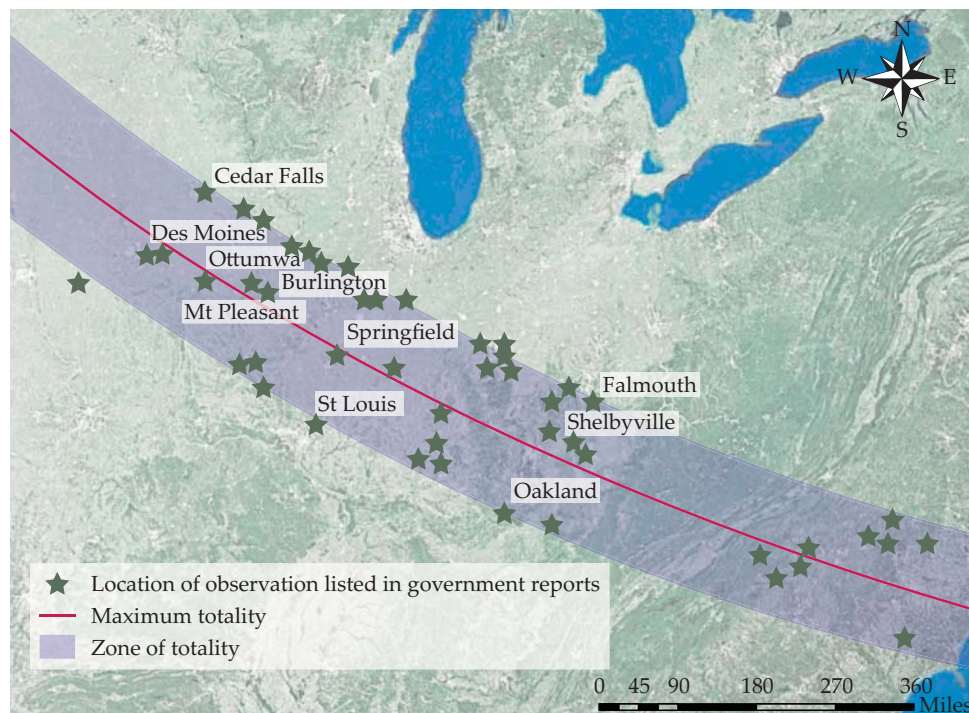 N
W E
S
Cedar Falls
Des Moines
Ottumwa
Burlington
Mt Pleasant
Springfield
Falmouth
St Louis
Shelbyville
Oakland
Location of observation listed in government reports
Maximum totality
Zone of totality
0 45 90 180 270 360
Miles